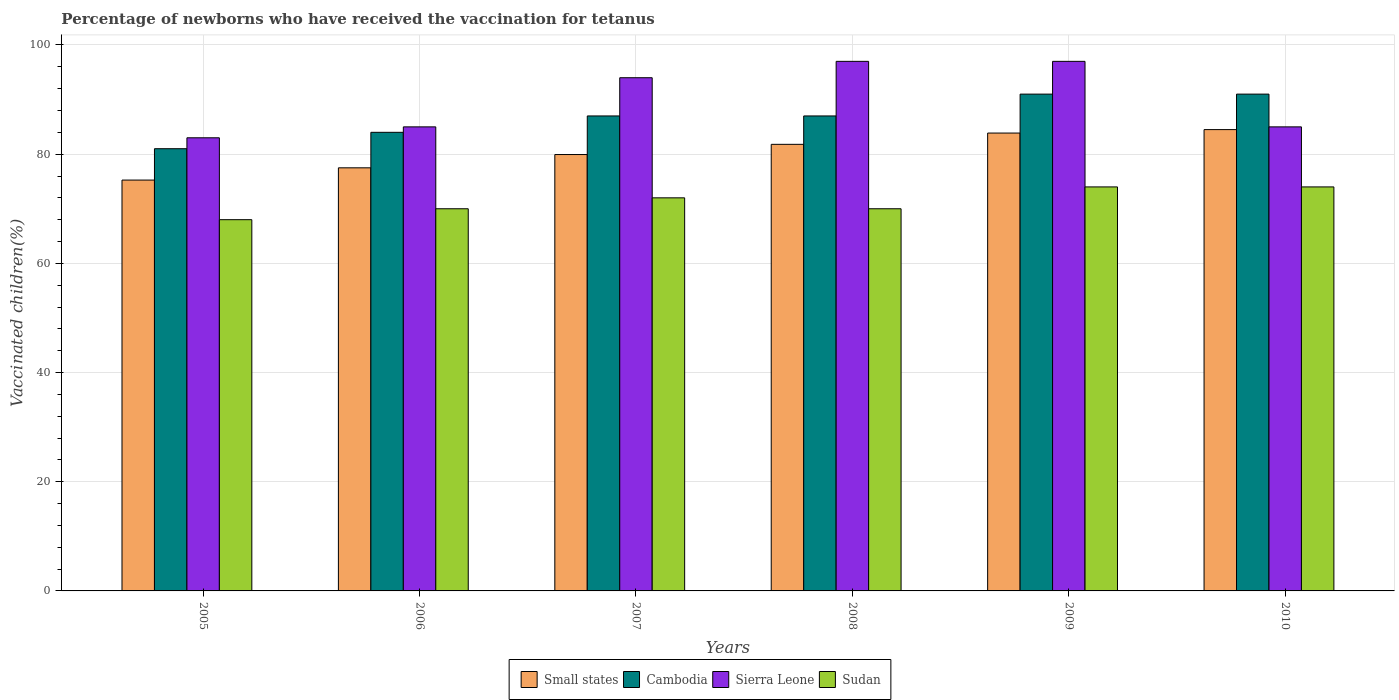 Percentage of newborns who have received the vaccination for tetanus
Vaccinated children(%)
100
80
60
40
20
0
2005
2006
2007
2008
2009
2010
Years
Small states
Cambodia
Sierra Leone
Sudan